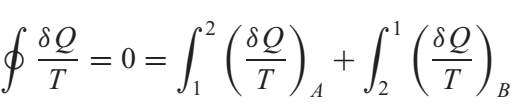 ∮ δQ/T = 0 = ∫₁² (δQ/T)_A + ∫₂¹ (δQ/T)_B